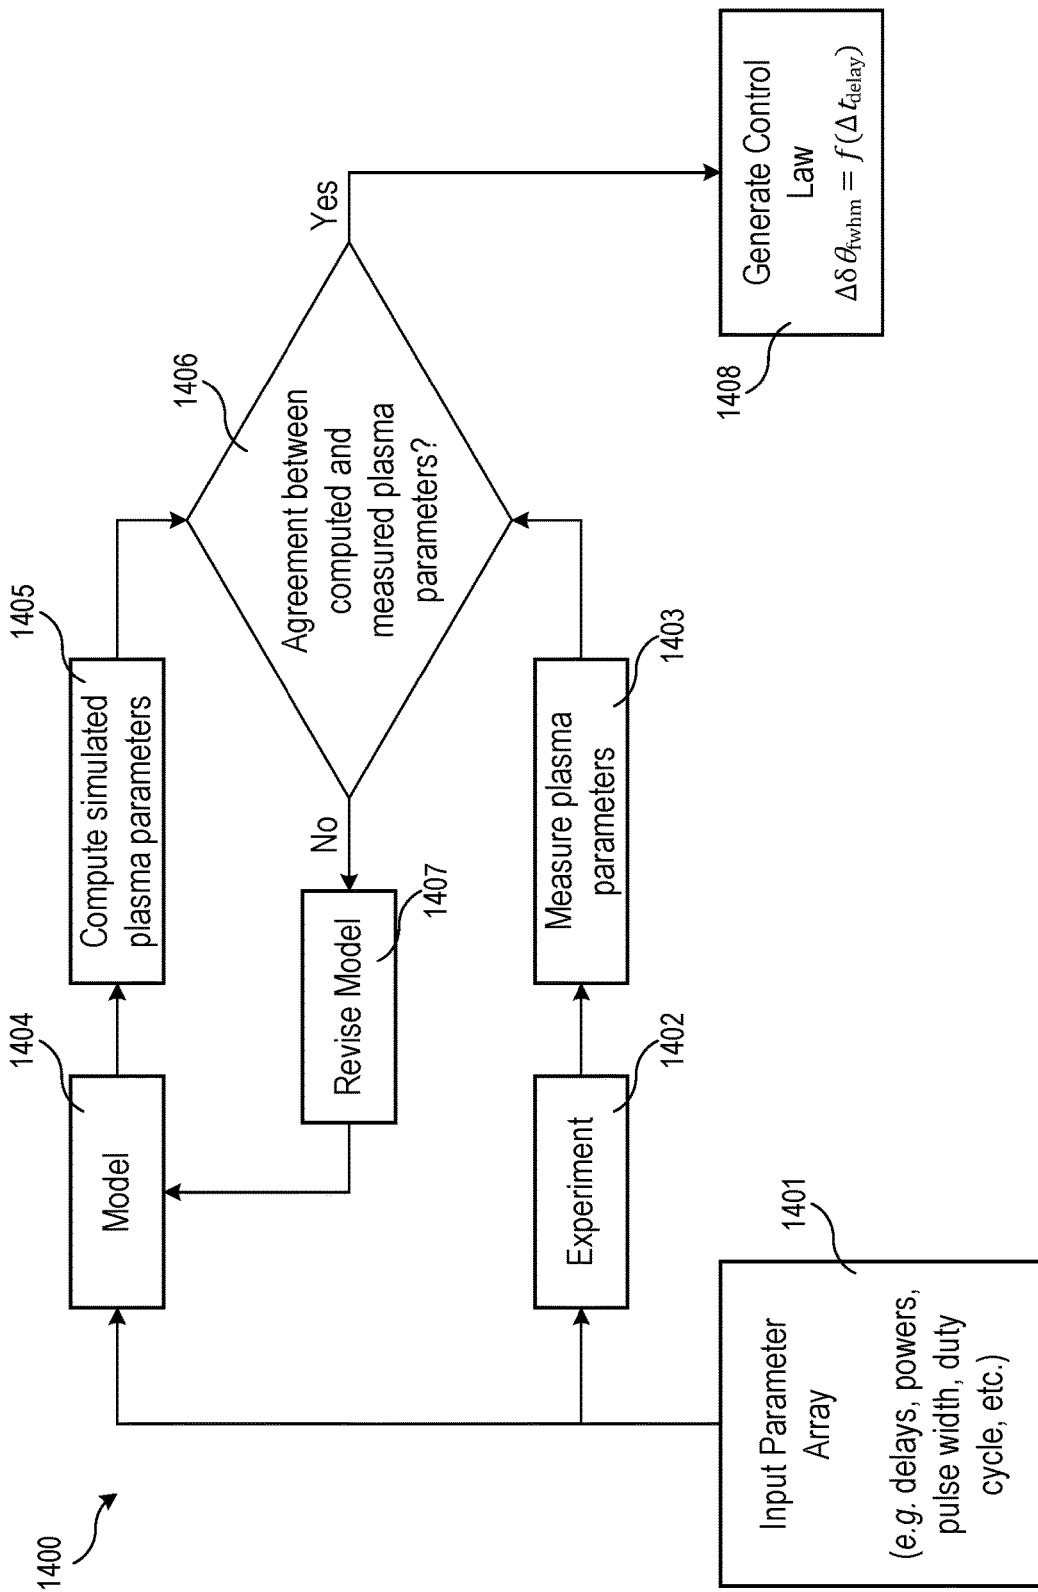 1400
1401
Input Parameter
Array
(e.g. delays, powers,
pulse width, duty
cycle, etc.)
1404
Model
1402
Experiment
1405
Compute simulated
plasma parameters
Revise Model
1407
Measure plasma
parameters
1403
No
1406
Agreement between
computed and
measured plasma
parameters?
Yes
Generate Control
Law
Δδθfwhm = f(Δtdelay)
1408